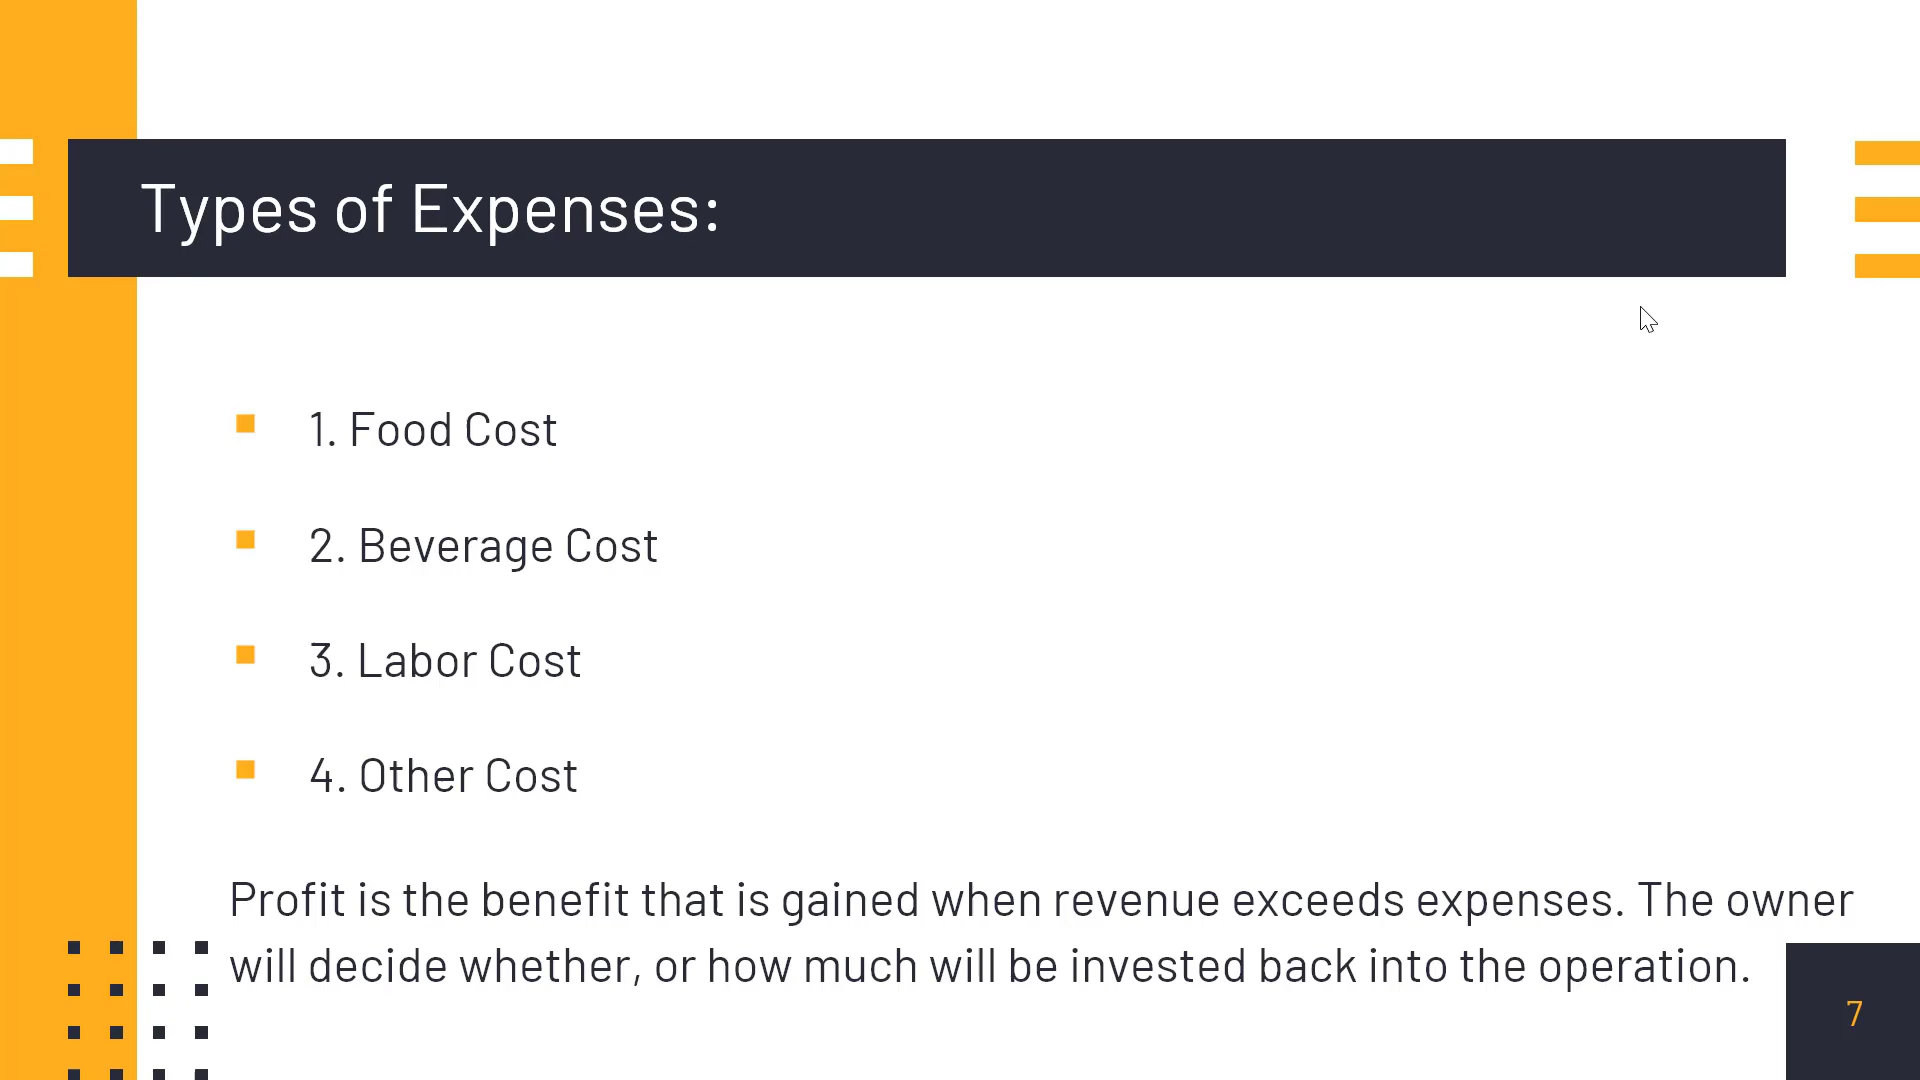 Types of Expenses:
1. Food Cost
2. Beverage Cost
3. Labor Cost
4. Other Cost
Profit is the benefit that is gained when revenue exceeds expenses. The owner
will decide whether, or how much will be invested back into the operation.
7